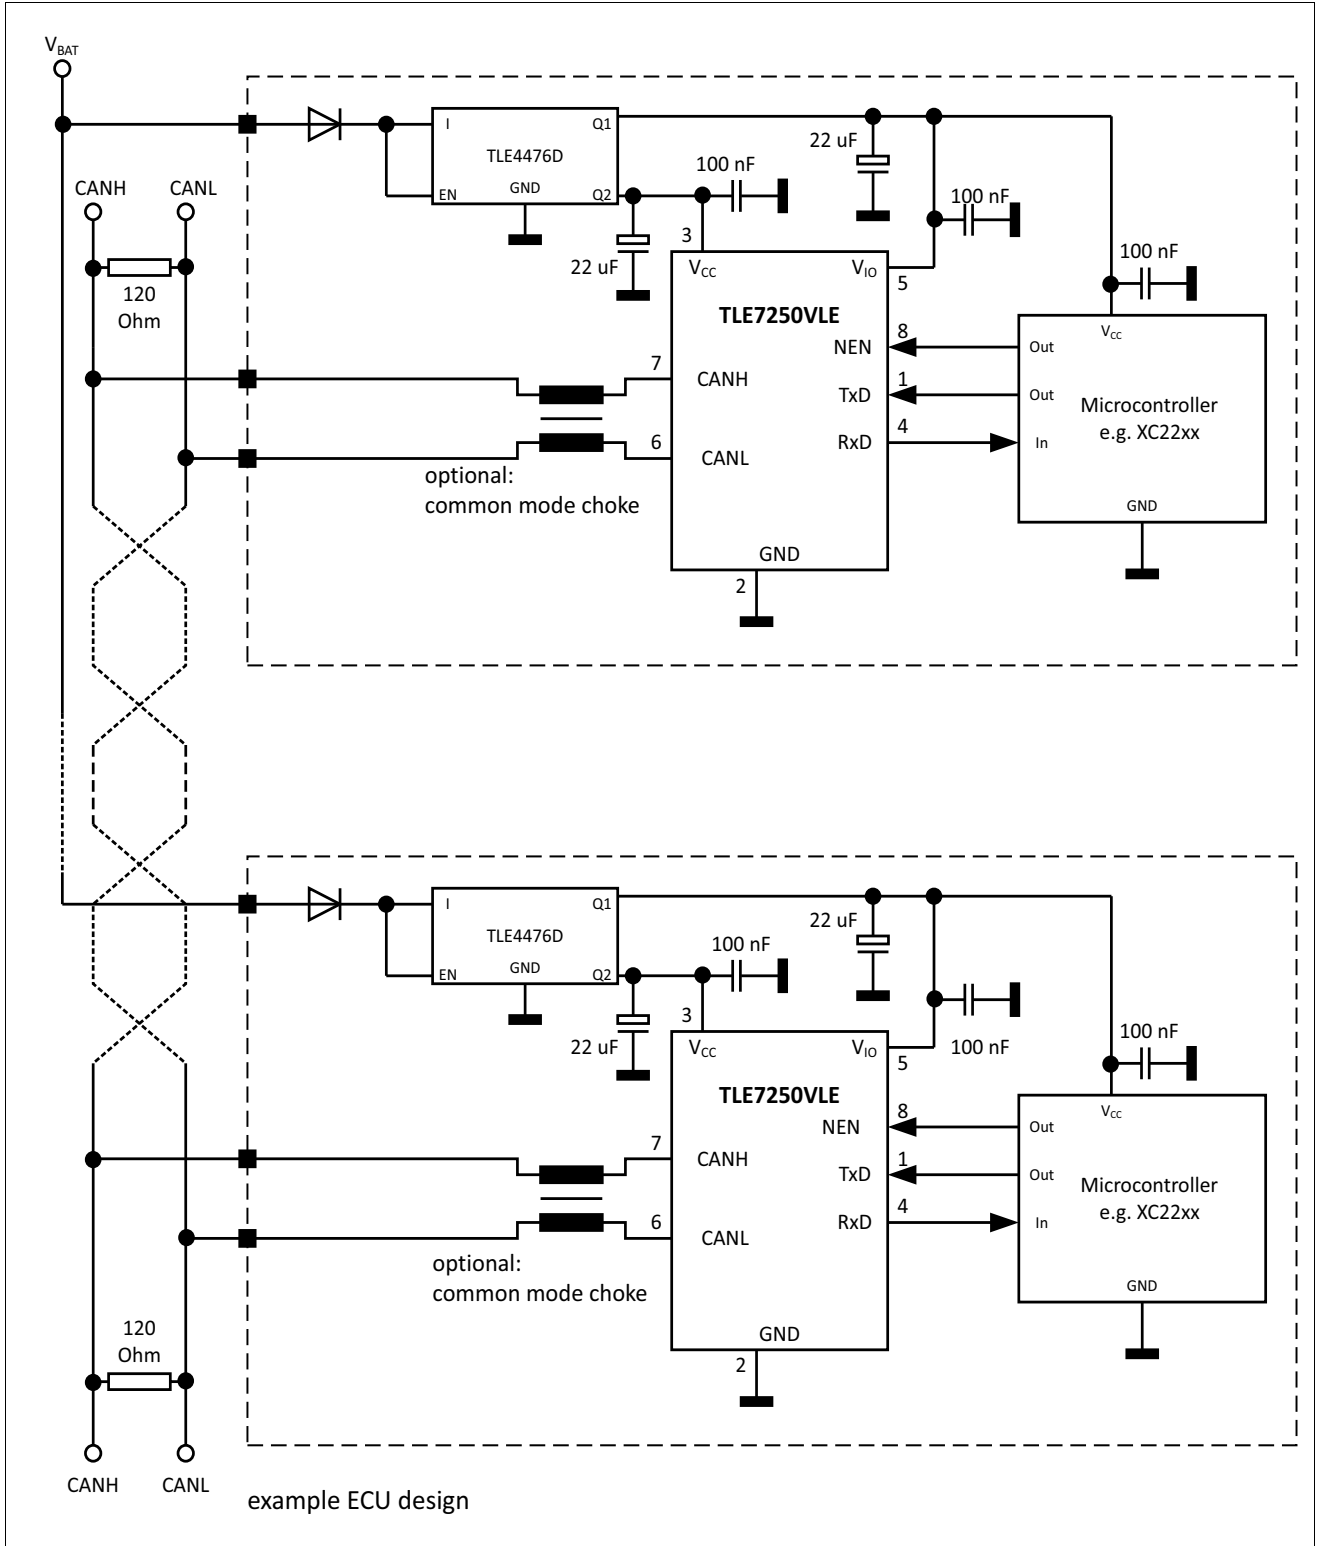 VBAT
I
Q1
TLE4476D
EN
GND
Q2
22 uF
100 nF
100 nF
CANH
CANL
120
Ohm
22 uF
3
VCC
VIO
5
TLE7250VLE
100 nF
VCC
NEN
8
Out
7
CANH
TxD
1
Out
Microcontroller
e.g. XC22xx
6
CANL
RxD
4
In
optional:
common mode choke
GND
GND
2
I
Q1
TLE4476D
EN
GND
Q2
22 uF
100 nF
3
22 uF
VCC
VIO
5
100 nF
100 nF
TLE7250VLE
VCC
NEN
8
Out
7
CANH
TxD
1
Out
Microcontroller
e.g. XC22xx
6
CANL
RxD
4
In
optional:
common mode choke
GND
GND
2
120
Ohm
CANH
CANL
example ECU design